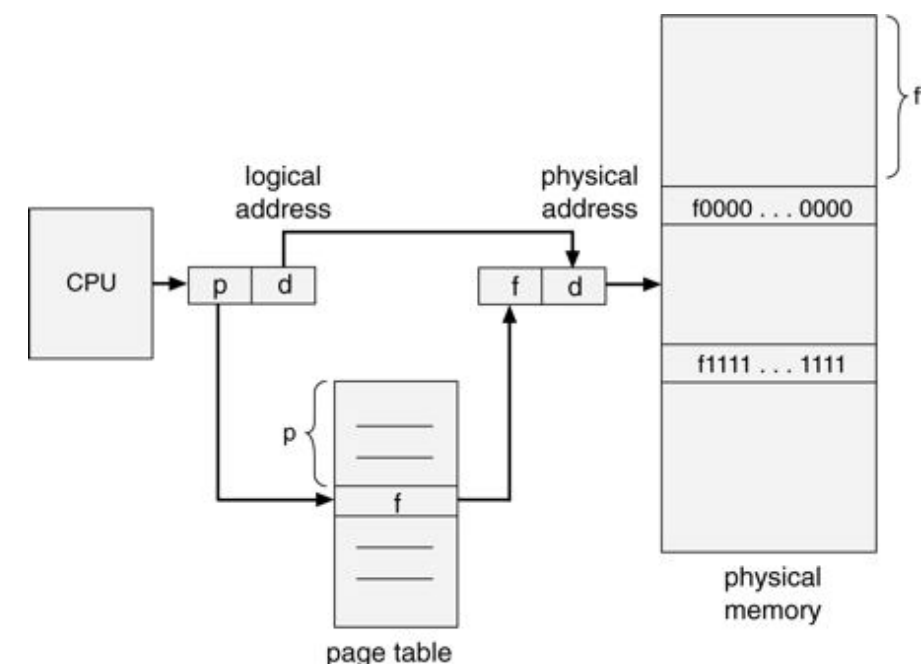 f
logical
address
physical
address
f0000 . . . 0000
CPU
p
d
f
d
f1111 . . . 1111
p
f
physical
memory
page table